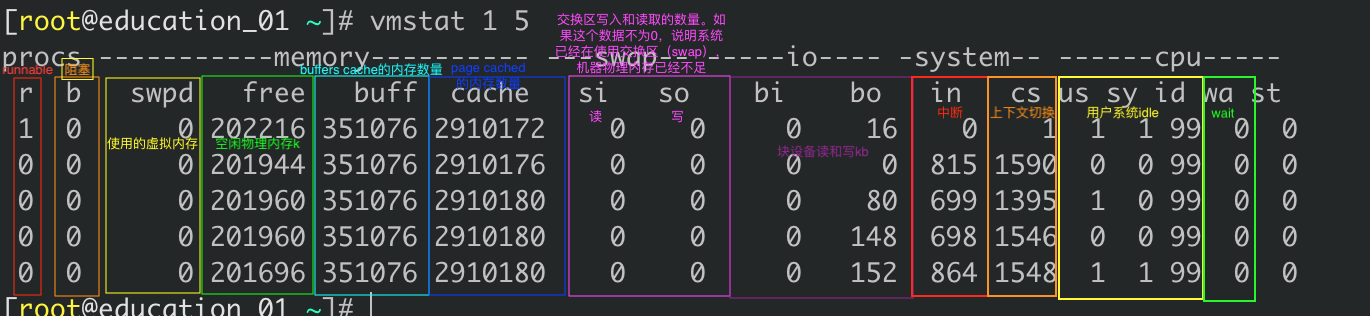 [root@education_01 ~]# vmstat 1 5
交换区写入和读取的数量。如
果这个数据不为0，说明系统
已经在使用交换区（swap），
机器物理内存已经不足
procs -----------memory---------- ---swap-- -----io---- -system-- ------cpu-----
runnable 阻塞 buffers cache的内存数量 page cached
的内存数量
r b swpd free buff cache si so bi bo in cs us sy id wa st
读 写 中断 上下文切换 用户系统idle wait
1 0 0 202216 351076 2910172 0 0 0 16 0 1 1 1 99 0 0
使用的虚拟内存 空闲物理内存k 块设备读和写kb
0 0 0 201944 351076 2910176 0 0 0 0 815 1590 0 0 99 0 0
0 0 0 201960 351076 2910180 0 0 0 80 699 1395 1 0 99 0 0
0 0 0 201960 351076 2910180 0 0 0 148 698 1546 0 0 99 0 0
0 0 0 201696 351076 2910180 0 0 0 152 864 1548 1 1 99 0 0
[root@education_01 ~]#